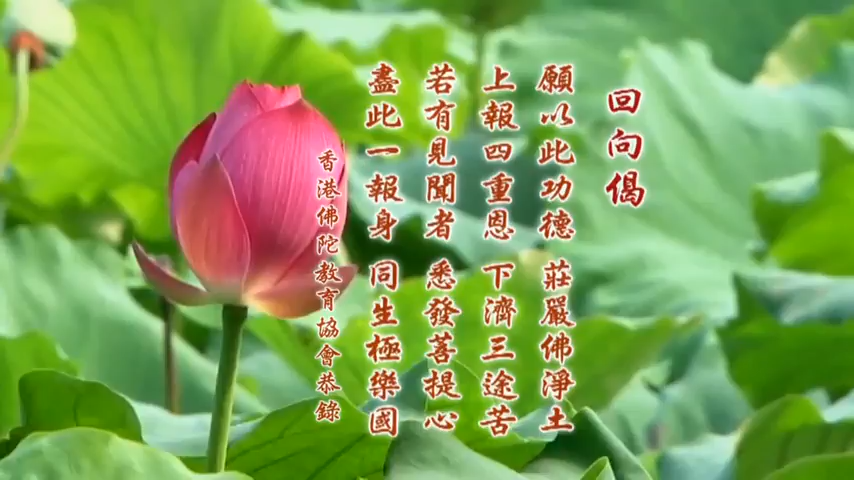 回向偈
願以此功德 莊嚴佛淨土
上報四重恩 下濟三途苦
若有見聞者 悉發菩提心
盡此一報身 同生極樂國
香港佛陀教育協會恭錄